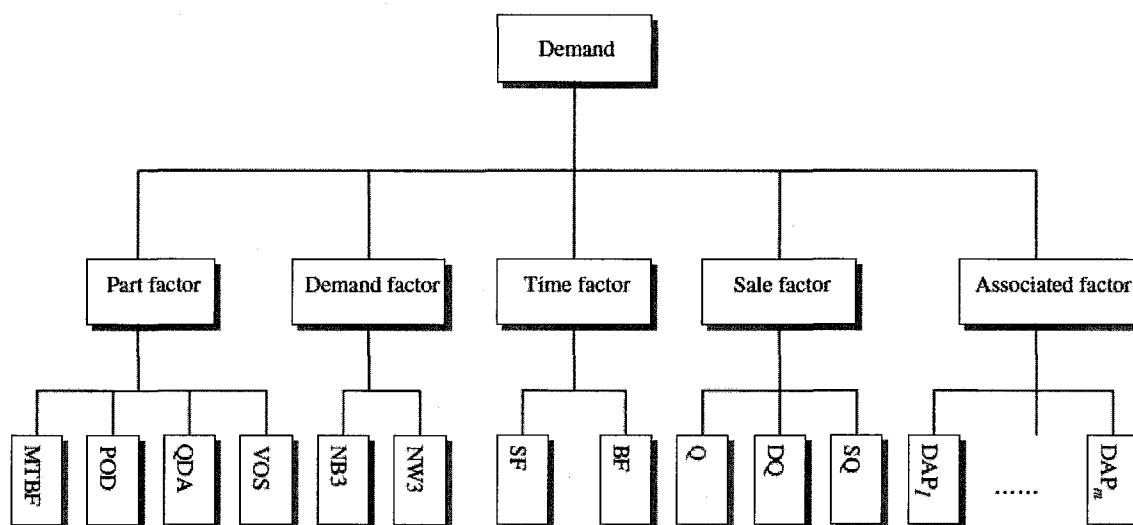 Demand
Part factor
Demand factor
Time factor
Sale factor
Associated factor
MTBF
POD
QDA
VOS
NB3
NW3
SF
BF
Q
DQ
SQ
DAP₁
......
DAPₘ